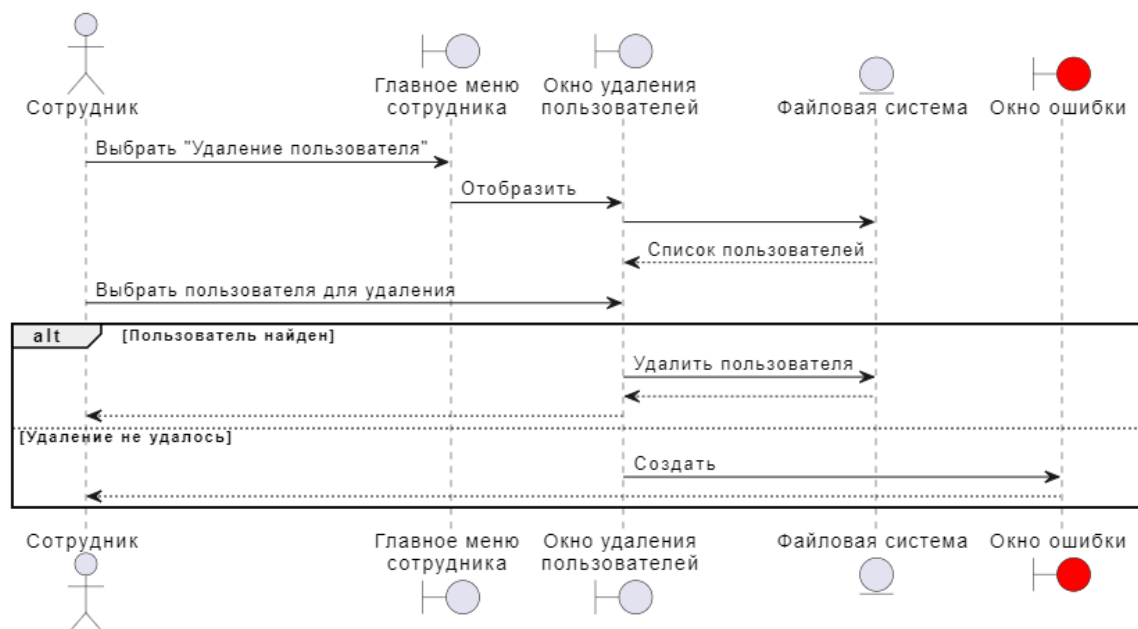 Сотрудник
Главное меню
сотрудника
Окно удаления
пользователей
Файловая система
Окно ошибки
Выбрать "Удаление пользователя"
Отобразить
Список пользователей
Выбрать пользователя для удаления
alt
[Пользователь найден]
Удалить пользователя
[Удаление не удалось]
Создать
Сотрудник
Главное меню
сотрудника
Окно удаления
пользователей
Файловая система
Окно ошибки